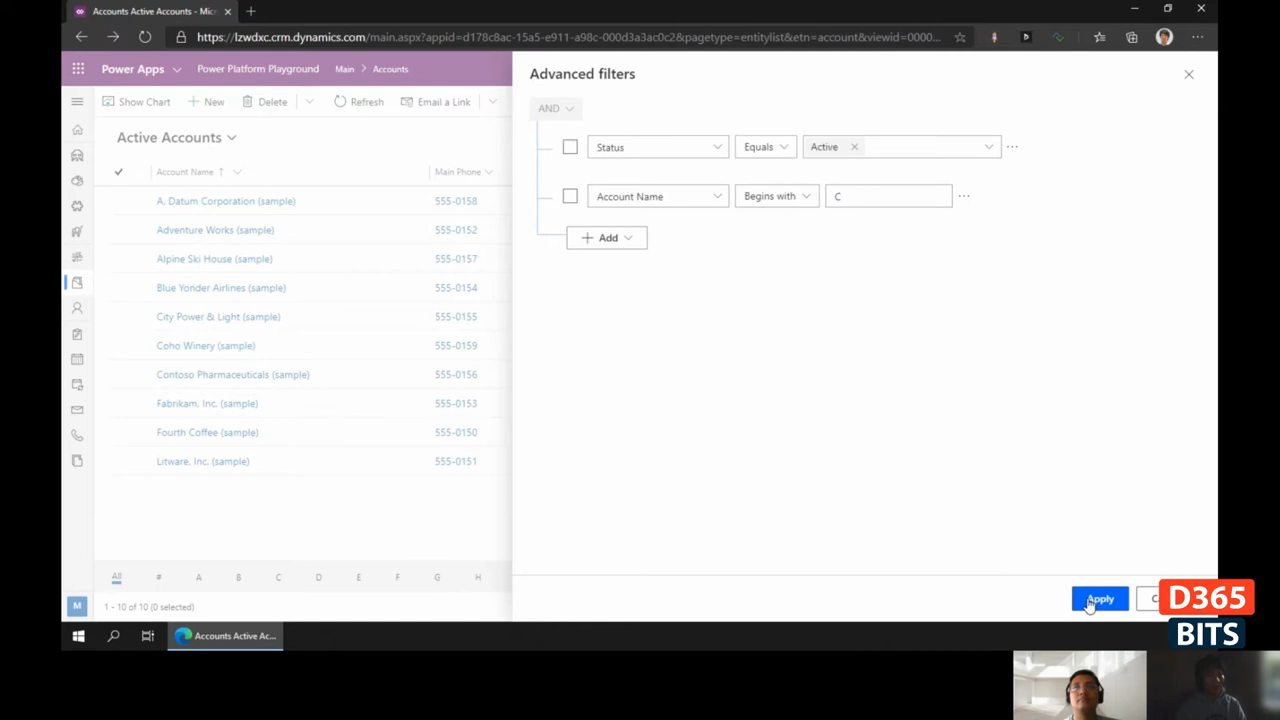 Accounts Active Accounts - Micr
https://lzwdxc.crm.dynamics.com/main.aspx?appid=d178c8ac-15a5-e911-a98c-000d3a3ac0c2&pagetype=entitylist&etn=account&viewid=0000...
Power Apps
Power Platform Playground
Main
Accounts
Show Chart
New
Delete
Refresh
Email a Link
Active Accounts
Account Name
Main Phone
A. Datum Corporation (sample)
555-0158
Adventure Works (sample)
555-0152
Alpine Ski House (sample)
555-0157
Blue Yonder Airlines (sample)
555-0154
City Power & Light (sample)
555-0155
Coho Winery (sample)
555-0159
Contoso Pharmaceuticals (sample)
555-0156
Fabrikam, Inc. (sample)
555-0153
Fourth Coffee (sample)
555-0150
Litware, Inc. (sample)
555-0151
All # A B C D E F G H
1 - 10 of 10 (0 selected)
M
Advanced filters
AND
Status
Equals
Active
Account Name
Begins with
C
Add
Apply
D365
BITS
Accounts Active Ac...